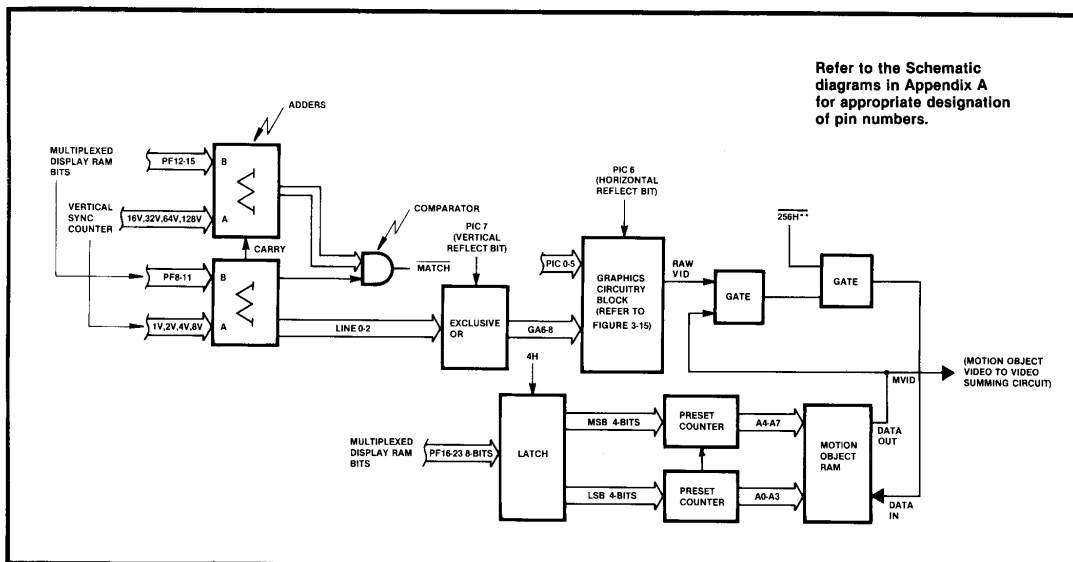 Refer to the Schematic
diagrams in Appendix A
for appropriate designation
of pin numbers.
ADDERS
MULTIPLEXED
DISPLAY RAM
BITS
PF12-15
B
VERTICAL
SYNC
COUNTER
16V,32V,64V,128V
A
CARRY
COMPARATOR
MATCH
PF8-11
B
1V,2V,4V,8V
A
LINE 0-2
PIC 7
(VERTICAL
REFLECT BIT)
EXCLUSIVE
OR
GA6-8
PIC 6
(HORIZONTAL
REFLECT BIT)
PIC 0-5
GRAPHICS
CIRCUITRY
BLOCK
(REFER TO
FIGURE 3-15)
RAW
VID
GATE
256H**
GATE
MVID
(MOTION OBJECT
VIDEO TO VIDEO
SUMMING CIRCUIT)
4H
MULTIPLEXED
DISPLAY RAM
BITS
PF16-23 8-BITS
LATCH
MSB 4-BITS
PRESET
COUNTER
A4-A7
LSB 4-BITS
PRESET
COUNTER
A0-A3
MOTION
OBJECT
RAM
DATA
OUT
DATA
IN